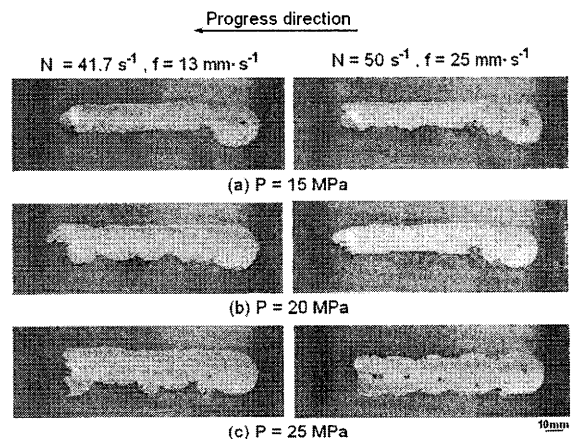 Progress direction
N = 41.7 s⁻¹ , f = 13 mm·s⁻¹
N = 50 s⁻¹ , f = 25 mm·s⁻¹
(a) P = 15 MPa
(b) P = 20 MPa
(c) P = 25 MPa
10mm